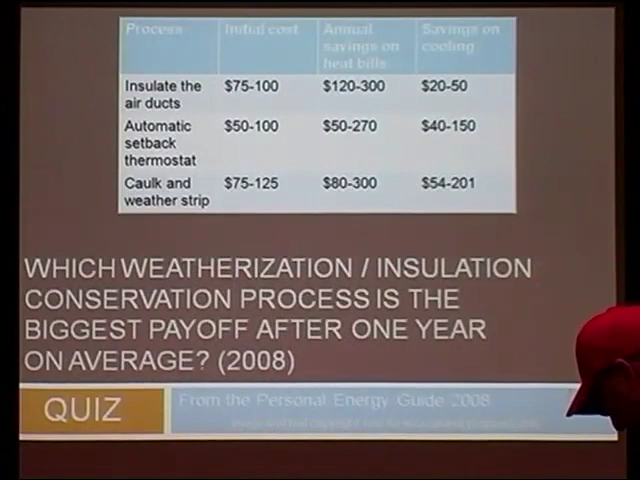 Process Initial cost Annual savings on heat bills Savings on cooling
Insulate the air ducts $75-100 $120-300 $20-50
Automatic setback thermostat $50-100 $50-270 $40-150
Caulk and weather strip $75-125 $80-300 $54-201
WHICH WEATHERIZATION / INSULATION
CONSERVATION PROCESS IS THE
BIGGEST PAYOFF AFTER ONE YEAR
ON AVERAGE? (2008)
QUIZ
From the Personal Energy Guide 2008